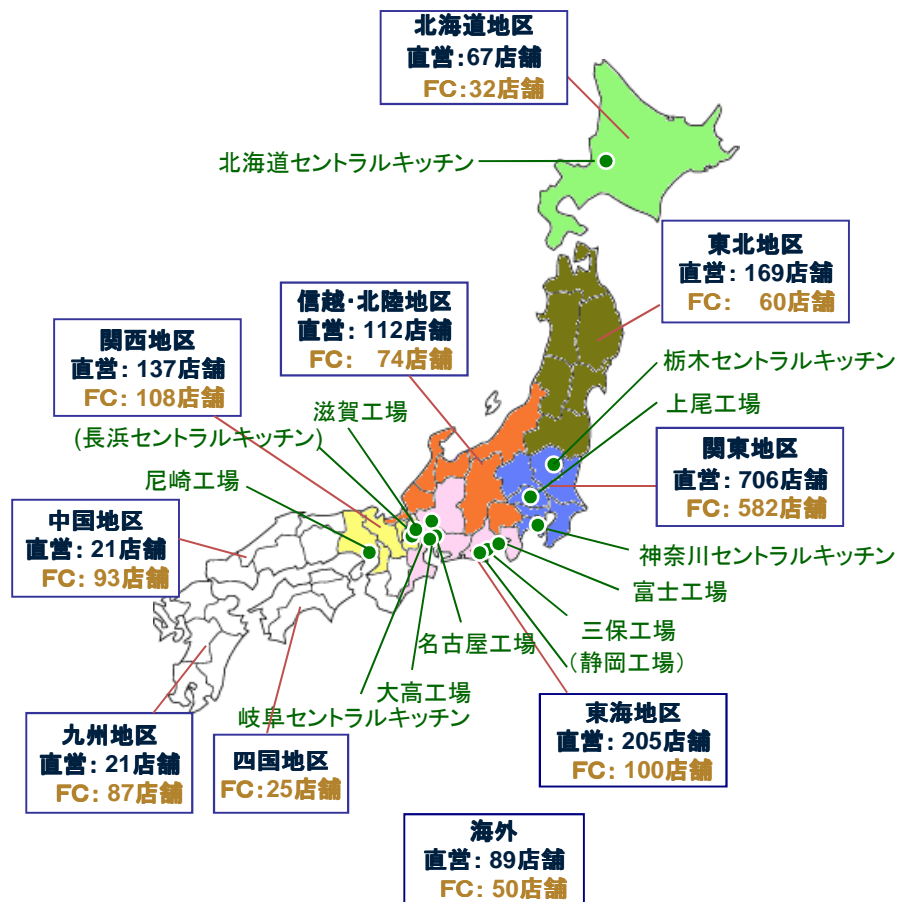 北海道地区
直営:67店舗
FC:32店舗
北海道セントラルキッチン
東北地区
直営: 169店舗
FC: 60店舗
信越・北陸地区
直営: 112店舗
FC: 74店舗
関西地区
直営: 137店舗
FC: 108店舗
栃木セントラルキッチン
上尾工場
滋賀工場
(長浜セントラルキッチン)
尼崎工場
関東地区
直営: 706店舗
FC: 582店舗
中国地区
直営: 21店舗
FC: 93店舗
神奈川セントラルキッチン
富士工場
三保工場
(静岡工場)
名古屋工場
大高工場
岐阜セントラルキッチン
東海地区
直営: 205店舗
FC: 100店舗
九州地区
直営: 21店舗
FC: 87店舗
四国地区
FC:25店舗
海外
直営: 89店舗
FC: 50店舗